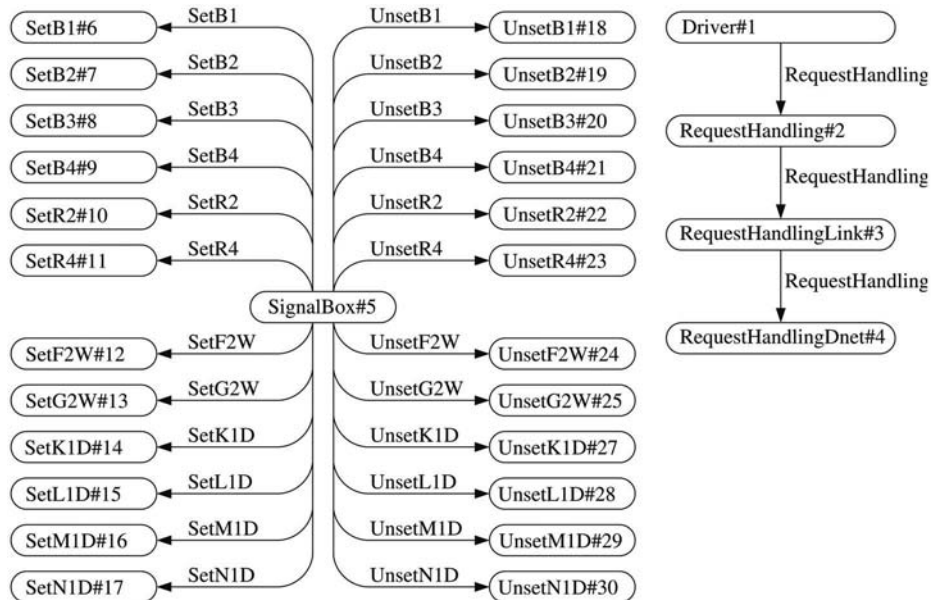 SetB1#6
SetB1
UnsetB1
UnsetB1#18
SetB2#7
SetB2
UnsetB2
UnsetB2#19
SetB3#8
SetB3
UnsetB3
UnsetB3#20
SetB4#9
SetB4
UnsetB4
UnsetB4#21
SetR2#10
SetR2
UnsetR2
UnsetR2#22
SetR4#11
SetR4
UnsetR4
UnsetR4#23
SignalBox#5
SetF2W#12
SetF2W
UnsetF2W
UnsetF2W#24
SetG2W#13
SetG2W
UnsetG2W
UnsetG2W#25
SetK1D#14
SetK1D
UnsetK1D
UnsetK1D#27
SetL1D#15
SetL1D
UnsetL1D
UnsetL1D#28
SetM1D#16
SetM1D
UnsetM1D
UnsetM1D#29
SetN1D#17
SetN1D
UnsetN1D
UnsetN1D#30
Driver#1
RequestHandling
RequestHandling#2
RequestHandling
RequestHandlingLink#3
RequestHandling
RequestHandlingDnet#4